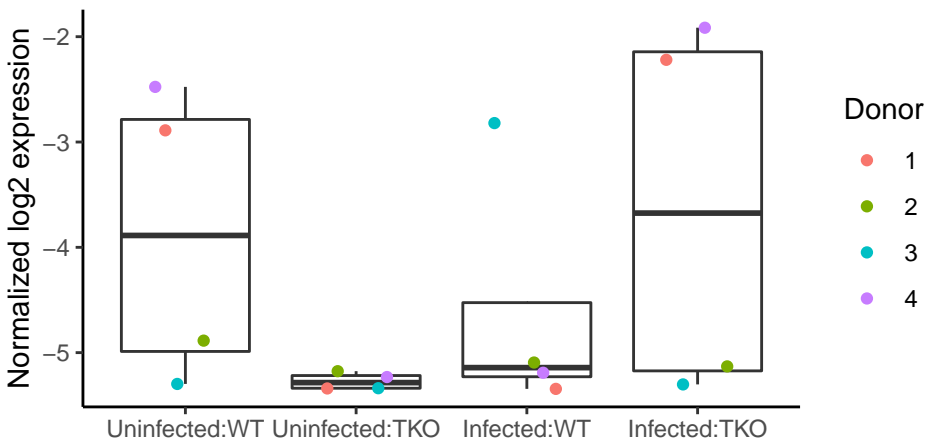 Normalized log2 expression
−2
−3
−4
−5
Uninfected:WT
Uninfected:TKO
Infected:WT
Infected:TKO
Donor
1
2
3
4